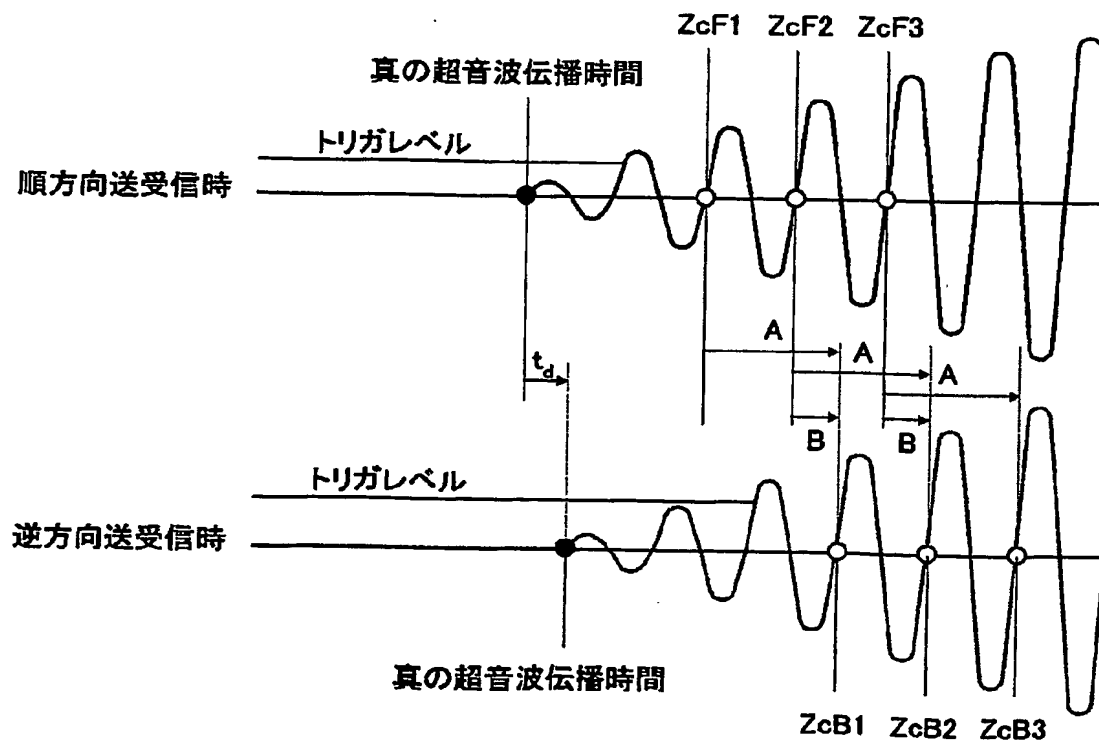 ZcF1 ZcF2 ZcF3
真の超音波伝播時間
トリガレベル
順方向送受信時
A
td
A
A
B
B
トリガレベル
逆方向送受信時
真の超音波伝播時間
ZcB1 ZcB2 ZcB3